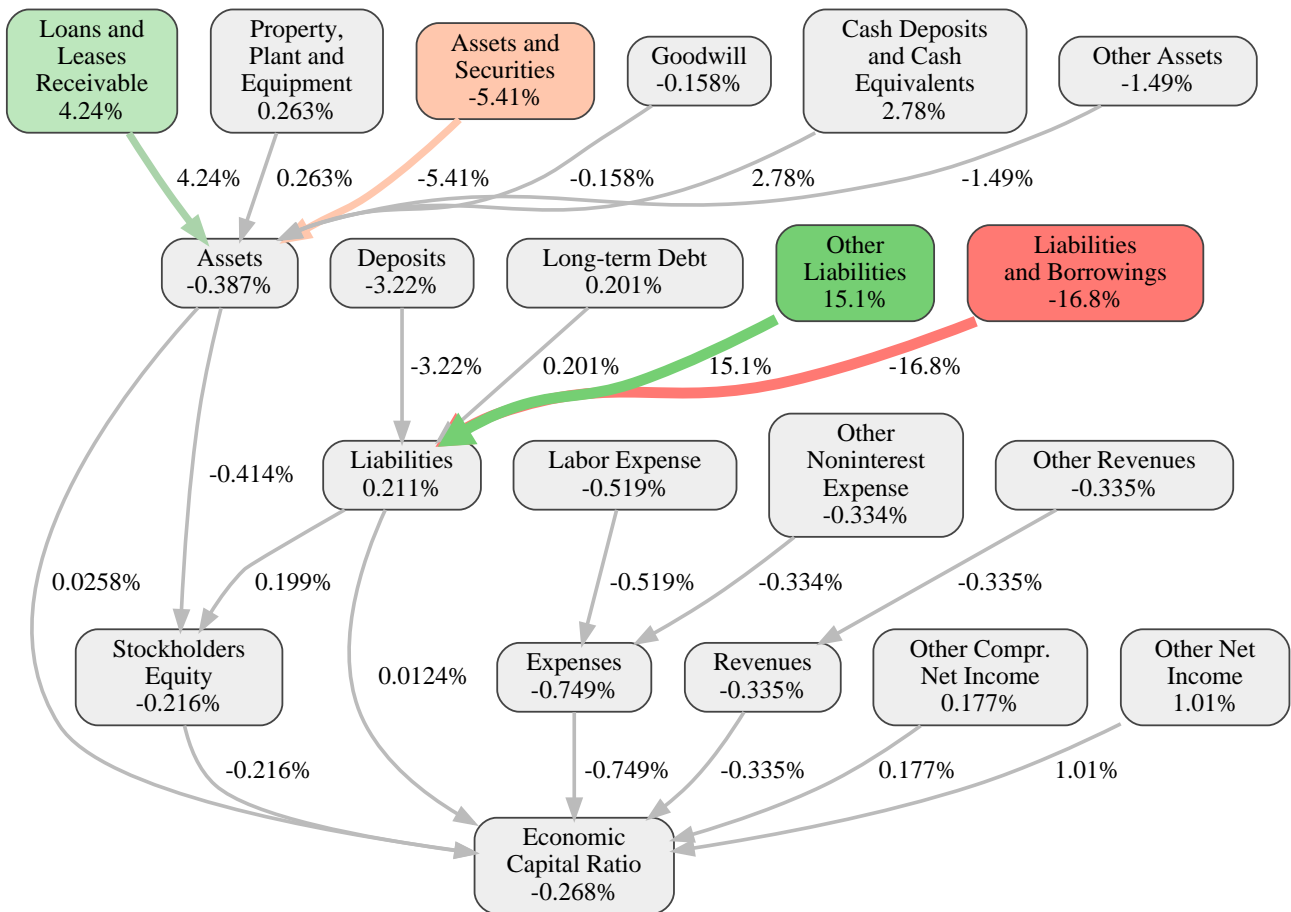 Loans and
Leases
Receivable
4.24%
Property,
Plant and
Equipment
0.263%
Assets and
Securities
-5.41%
Goodwill
-0.158%
Cash Deposits
and Cash
Equivalents
2.78%
Other Assets
-1.49%
4.24%
0.263%
-5.41%
-0.158%
2.78%
-1.49%
Assets
-0.387%
Deposits
-3.22%
Long-term Debt
0.201%
Other
Liabilities
15.1%
Liabilities
and Borrowings
-16.8%
-3.22%
0.201%
15.1%
-16.8%
-0.414%
Liabilities
0.211%
Labor Expense
-0.519%
Other
Noninterest
Expense
-0.334%
Other Revenues
-0.335%
0.0258%
0.199%
-0.519%
-0.334%
-0.335%
Stockholders
Equity
-0.216%
0.0124%
Expenses
-0.749%
Revenues
-0.335%
Other Compr.
Net Income
0.177%
Other Net
Income
1.01%
-0.216%
-0.749%
-0.335%
0.177%
1.01%
Economic
Capital Ratio
-0.268%